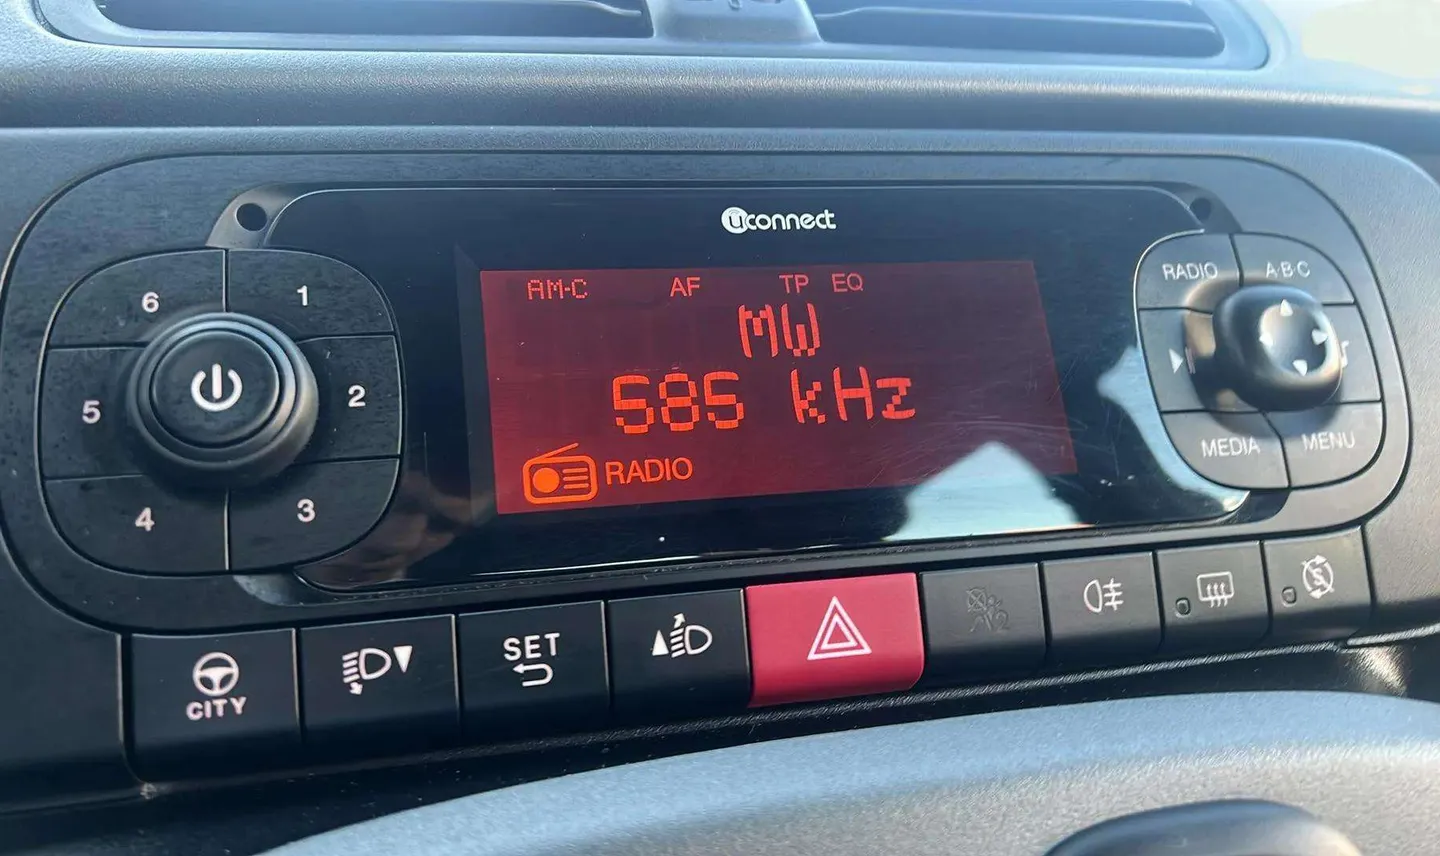 uconnect
AM-C AF TP EQ
MW
585 kHz
RADIO
6 1
5 2
4 3
RADIO A·B·C
MEDIA MENU
CITY
SET